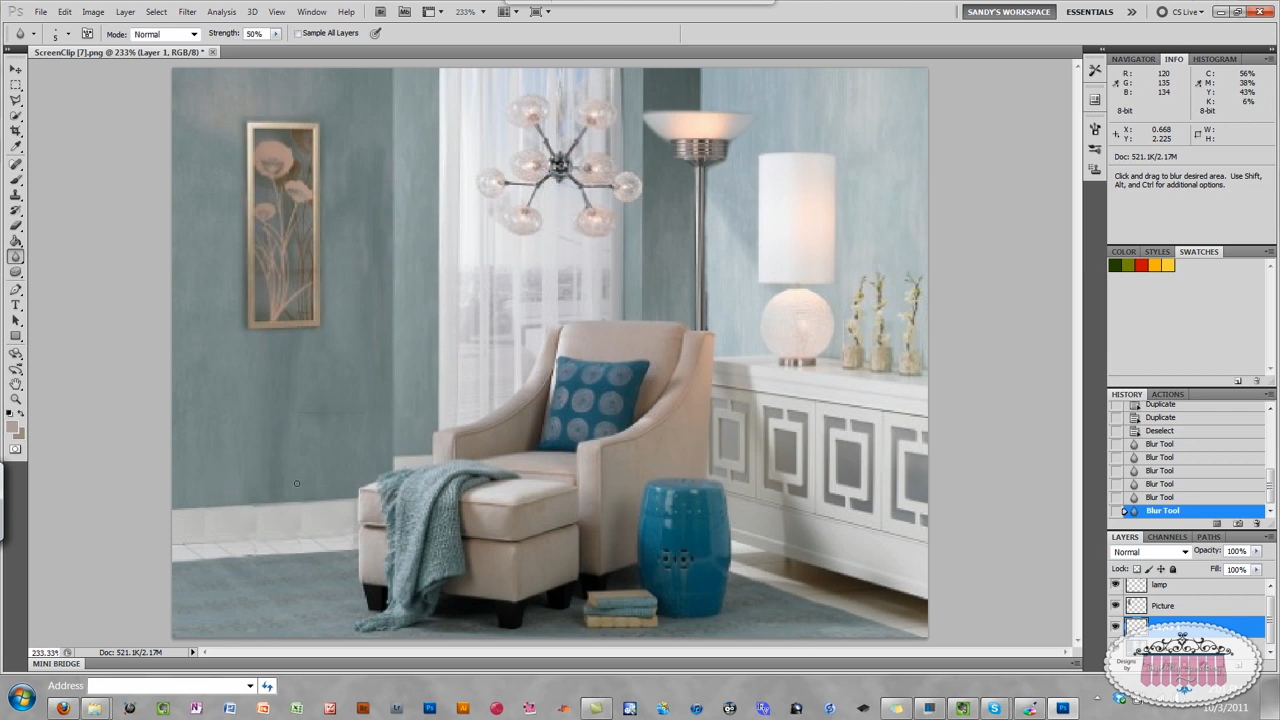 Ps File Edit Image Layer Select Filter Analysis 3D View Window Help Br Mb 233% SANDY'S WORKSPACE ESSENTIALS CS Live
5 Mode: Normal Strength: 50% Sample All Layers
ScreenClip [7].png @ 233% (Layer 1, RGB/8) *
NAVIGATOR INFO HISTOGRAM
R: 120 C: 56%
G: 135 M: 38%
B: 134 Y: 43%
K: 6%
8-bit 8-bit
X: 0.668 W:
Y: 2.225 H:
Doc: 521.1K/2.17M
Click and drag to blur desired area. Use Shift,
Alt, and Ctrl for additional options.
COLOR STYLES SWATCHES
HISTORY ACTIONS
Duplicate
Duplicate
Deselect
Blur Tool
Blur Tool
Blur Tool
Blur Tool
Blur Tool
Blur Tool
LAYERS CHANNELS PATHS
Normal Opacity: 100%
Lock: Fill: 100%
lamp
Picture
Designs
by
233.33% Doc: 521.1K/2.17M
MINI BRIDGE
Address
10/3/2011